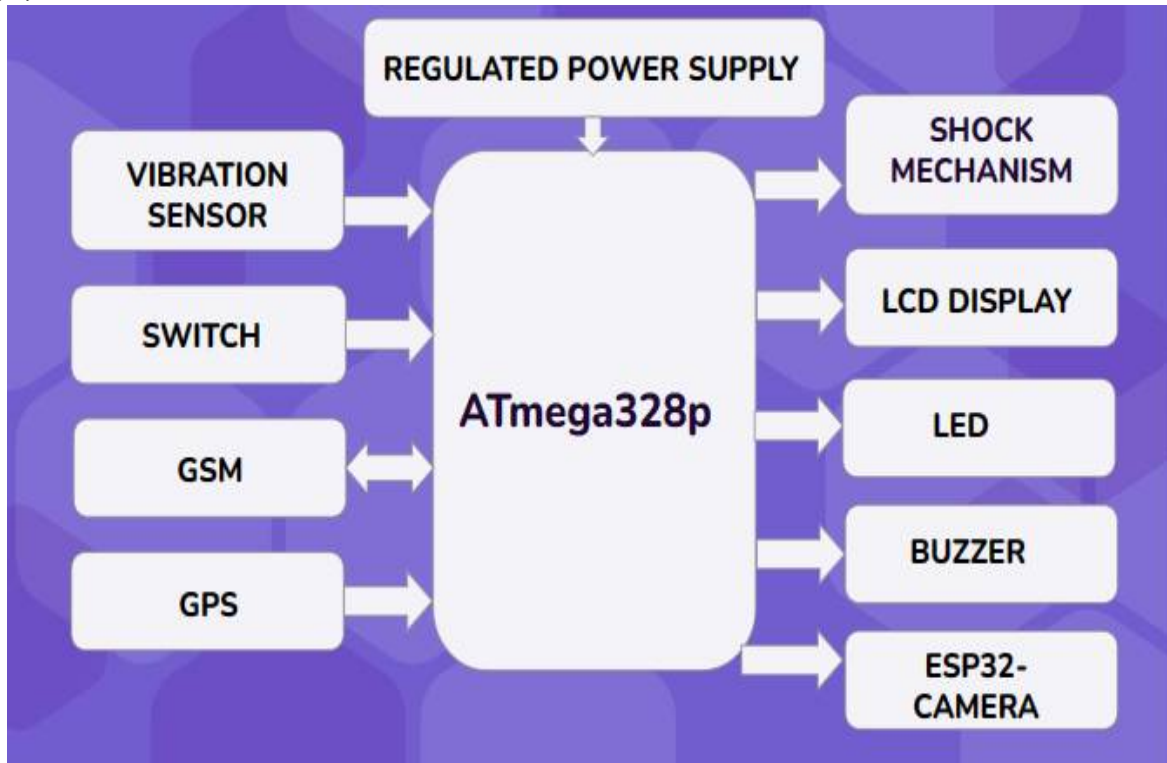 REGULATED POWER SUPPLY
VIBRATION
SENSOR
SWITCH
GSM
GPS
ATmega328p
SHOCK
MECHANISM
LCD DISPLAY
LED
BUZZER
ESP32-
CAMERA